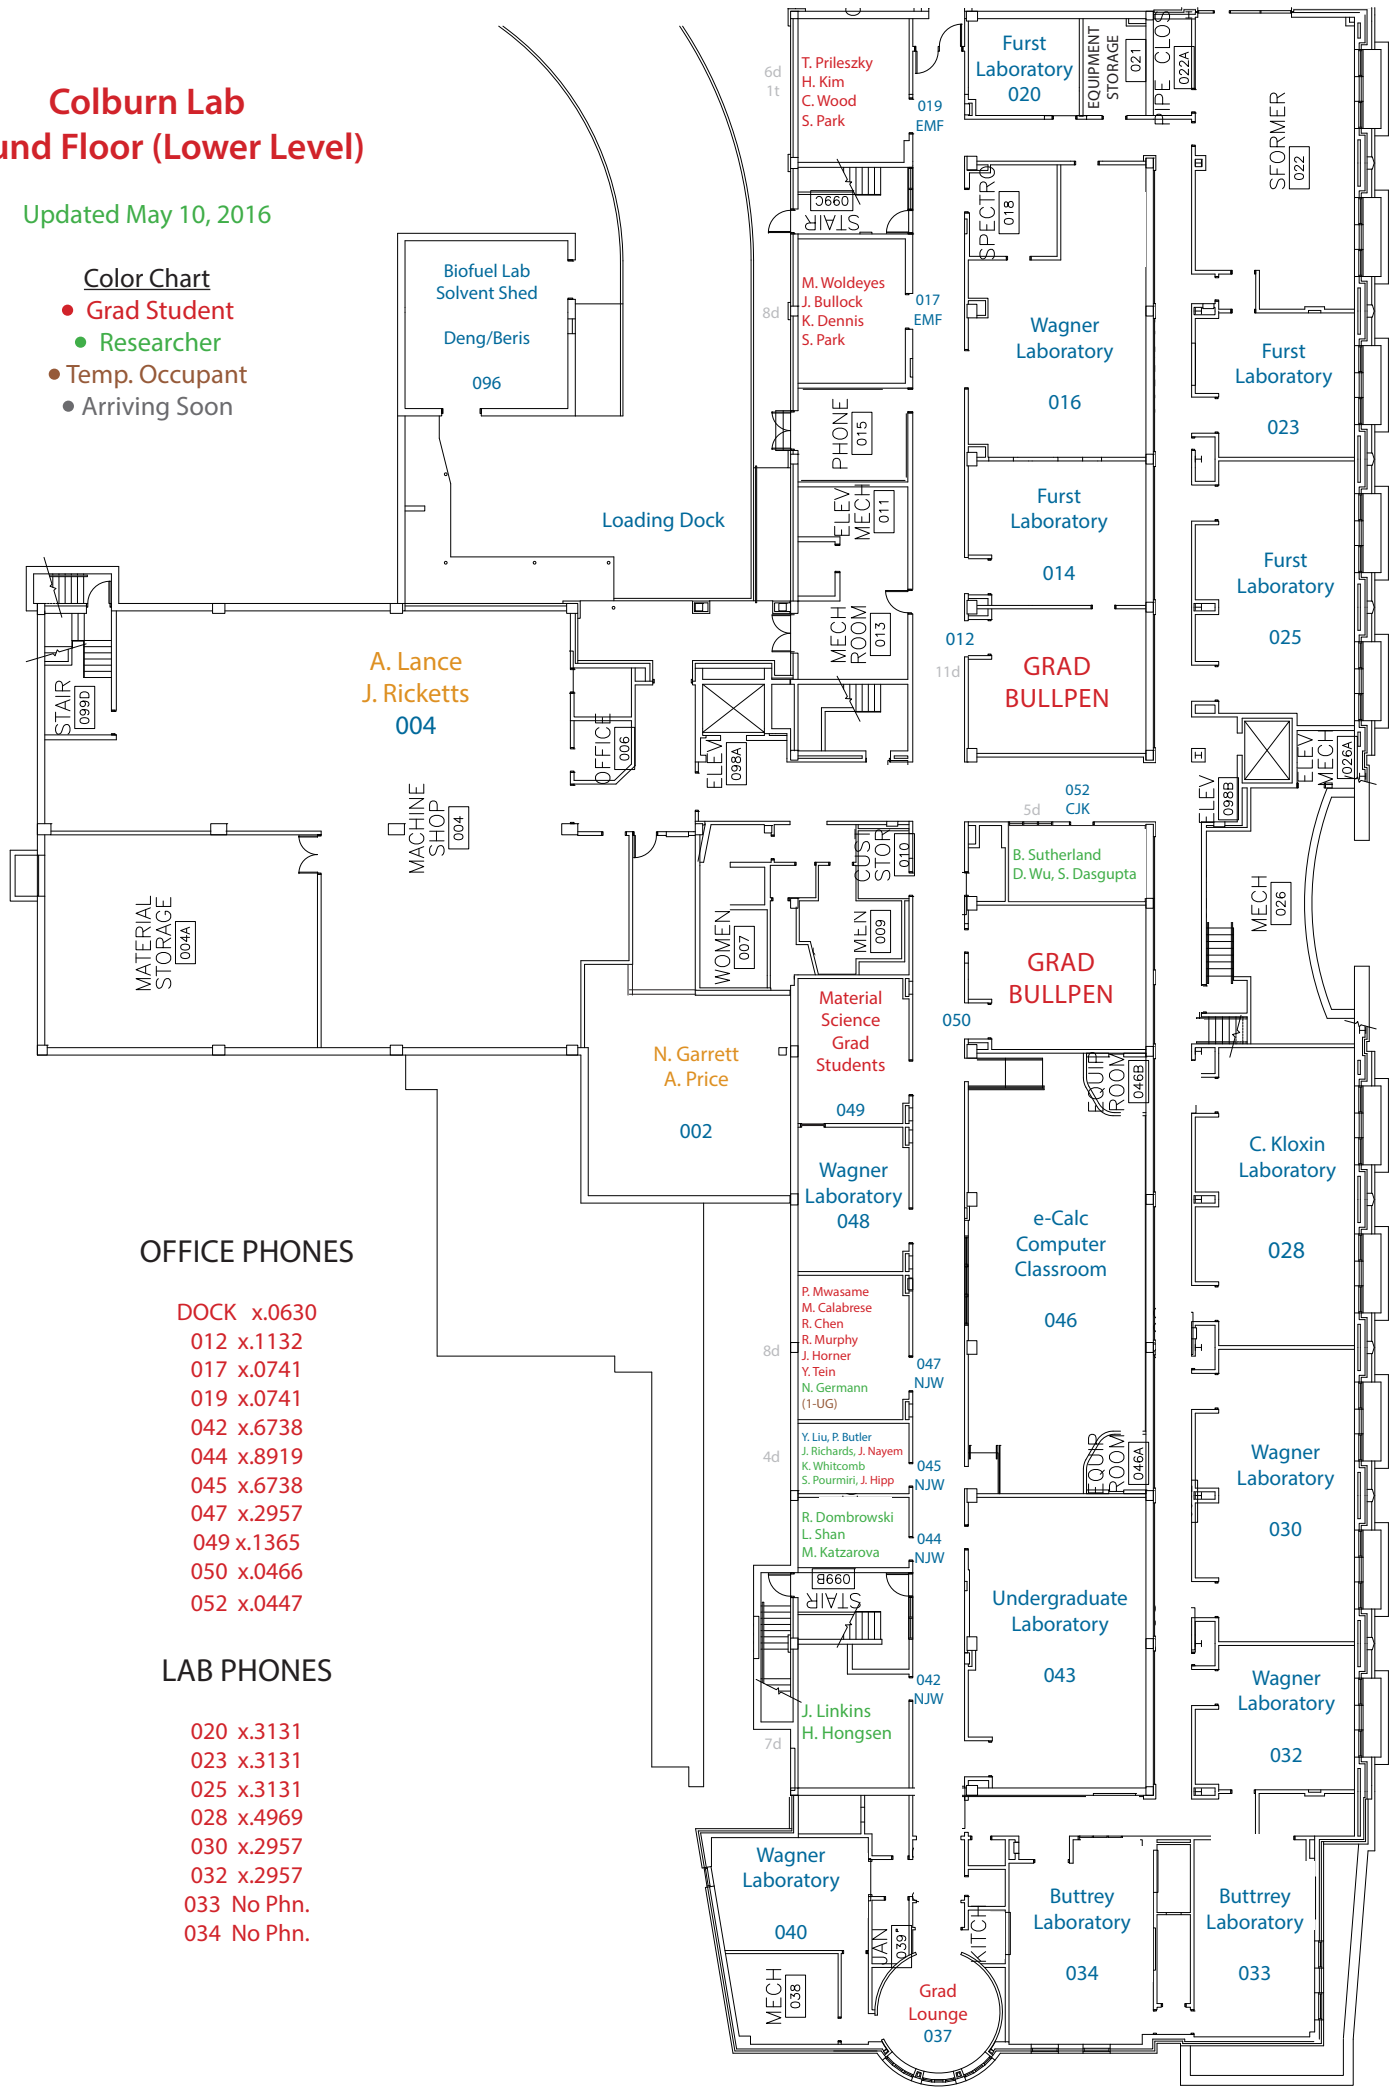 Colburn Lab
und Floor (Lower Level)
Updated May 10, 2016
Color Chart
• Grad Student
• Researcher
• Temp. Occupant
• Arriving Soon
Biofuel Lab
Solvent Shed
Deng/Beris
096
Loading Dock
6d
1t
T. Prileszky
H. Kim
C. Wood
S. Park
019
EMF
Furst
Laboratory
020
EQUIPMENT
STORAGE
021
PIPE CLOS
022A
SFORMER
022
STAIR
099C
SPECTRO
018
8d
M. Woldeyes
J. Bullock
K. Dennis
S. Park
017
EMF
Wagner
Laboratory
016
Furst
Laboratory
023
PHONE
015
ELEV
MECH
011
Furst
Laboratory
014
Furst
Laboratory
025
MECH
ROOM
013
012
11d
GRAD
BULLPEN
STAIR
099D
A. Lance
J. Ricketts
004
OFFICE
006
ELEV
098A
MACHINE
SHOP
004
MATERIAL
STORAGE
004A
052
CJK
5d
ELEV
098B
ELEV
MECH
026A
B. Sutherland
D. Wu, S. Dasgupta
CUST
STOR
010
WOMEN
007
MEN
009
MECH
026
GRAD
BULLPEN
050
N. Garrett
A. Price
002
Material
Science
Grad
Students
049
EQUIP
ROOM
046B
Wagner
Laboratory
048
C. Kloxin
Laboratory
028
e-Calc
Computer
Classroom
046
8d
P. Mwasame
M. Calabrese
R. Chen
R. Murphy
J. Horner
Y. Tein
N. Germann
(1-UG)
047
NJW
4d
Y. Liu, P. Butler
J. Richards, J. Nayem
K. Whitcomb
S. Pourmiri, J. Hipp
045
NJW
EQUIP
ROOM
046A
Wagner
Laboratory
030
R. Dombrowski
L. Shan
M. Katzarova
044
NJW
STAIR
099B
Undergraduate
Laboratory
043
042
NJW
J. Linkins
H. Hongsen
7d
Wagner
Laboratory
032
Wagner
Laboratory
040
MECH
038
JAN
039
KITCH
Grad
Lounge
037
Buttrey
Laboratory
034
Buttrrey
Laboratory
033
OFFICE PHONES
DOCK x.0630
012 x.1132
017 x.0741
019 x.0741
042 x.6738
044 x.8919
045 x.6738
047 x.2957
049 x.1365
050 x.0466
052 x.0447
LAB PHONES
020 x.3131
023 x.3131
025 x.3131
028 x.4969
030 x.2957
032 x.2957
033 No Phn.
034 No Phn.